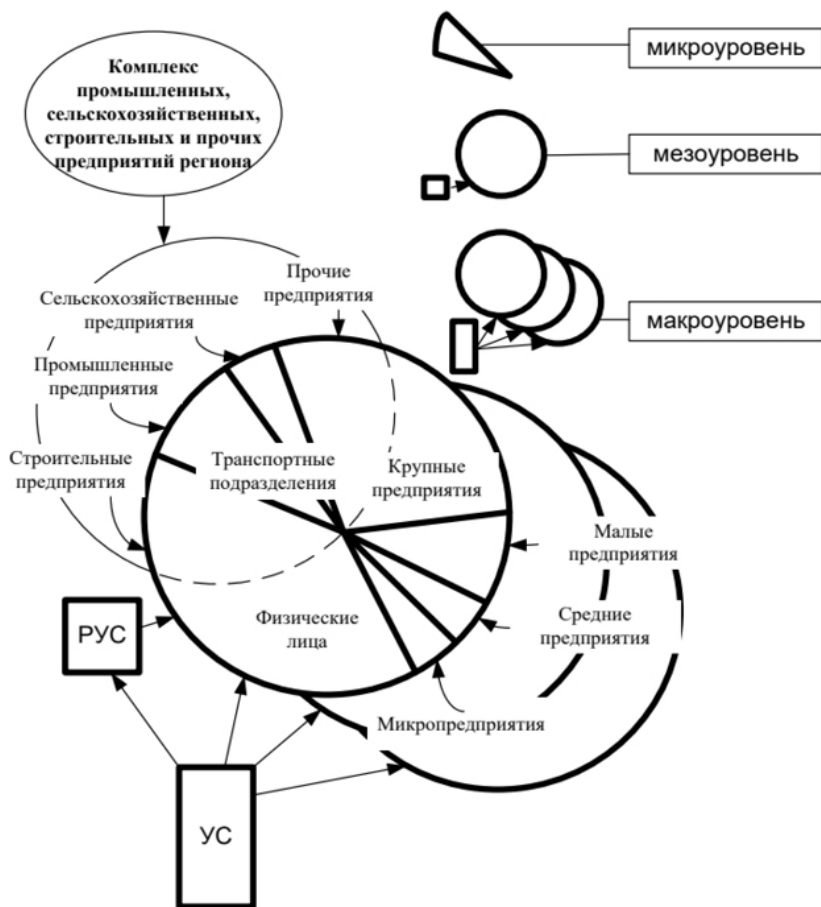 Комплекс
промышленных,
сельскохозяйственных,
строительных и прочих
предприятий региона
микроуровень
мезоуровень
макроуровень
Прочие
предприятия
Сельскохозяйственные
предприятия
Промышленные
предприятия
Строительные
предприятия
Транспортные
подразделения
Крупные
предприятия
Малые
предприятия
Средние
предприятия
Физические
лица
Микропредприятия
РУС
УС